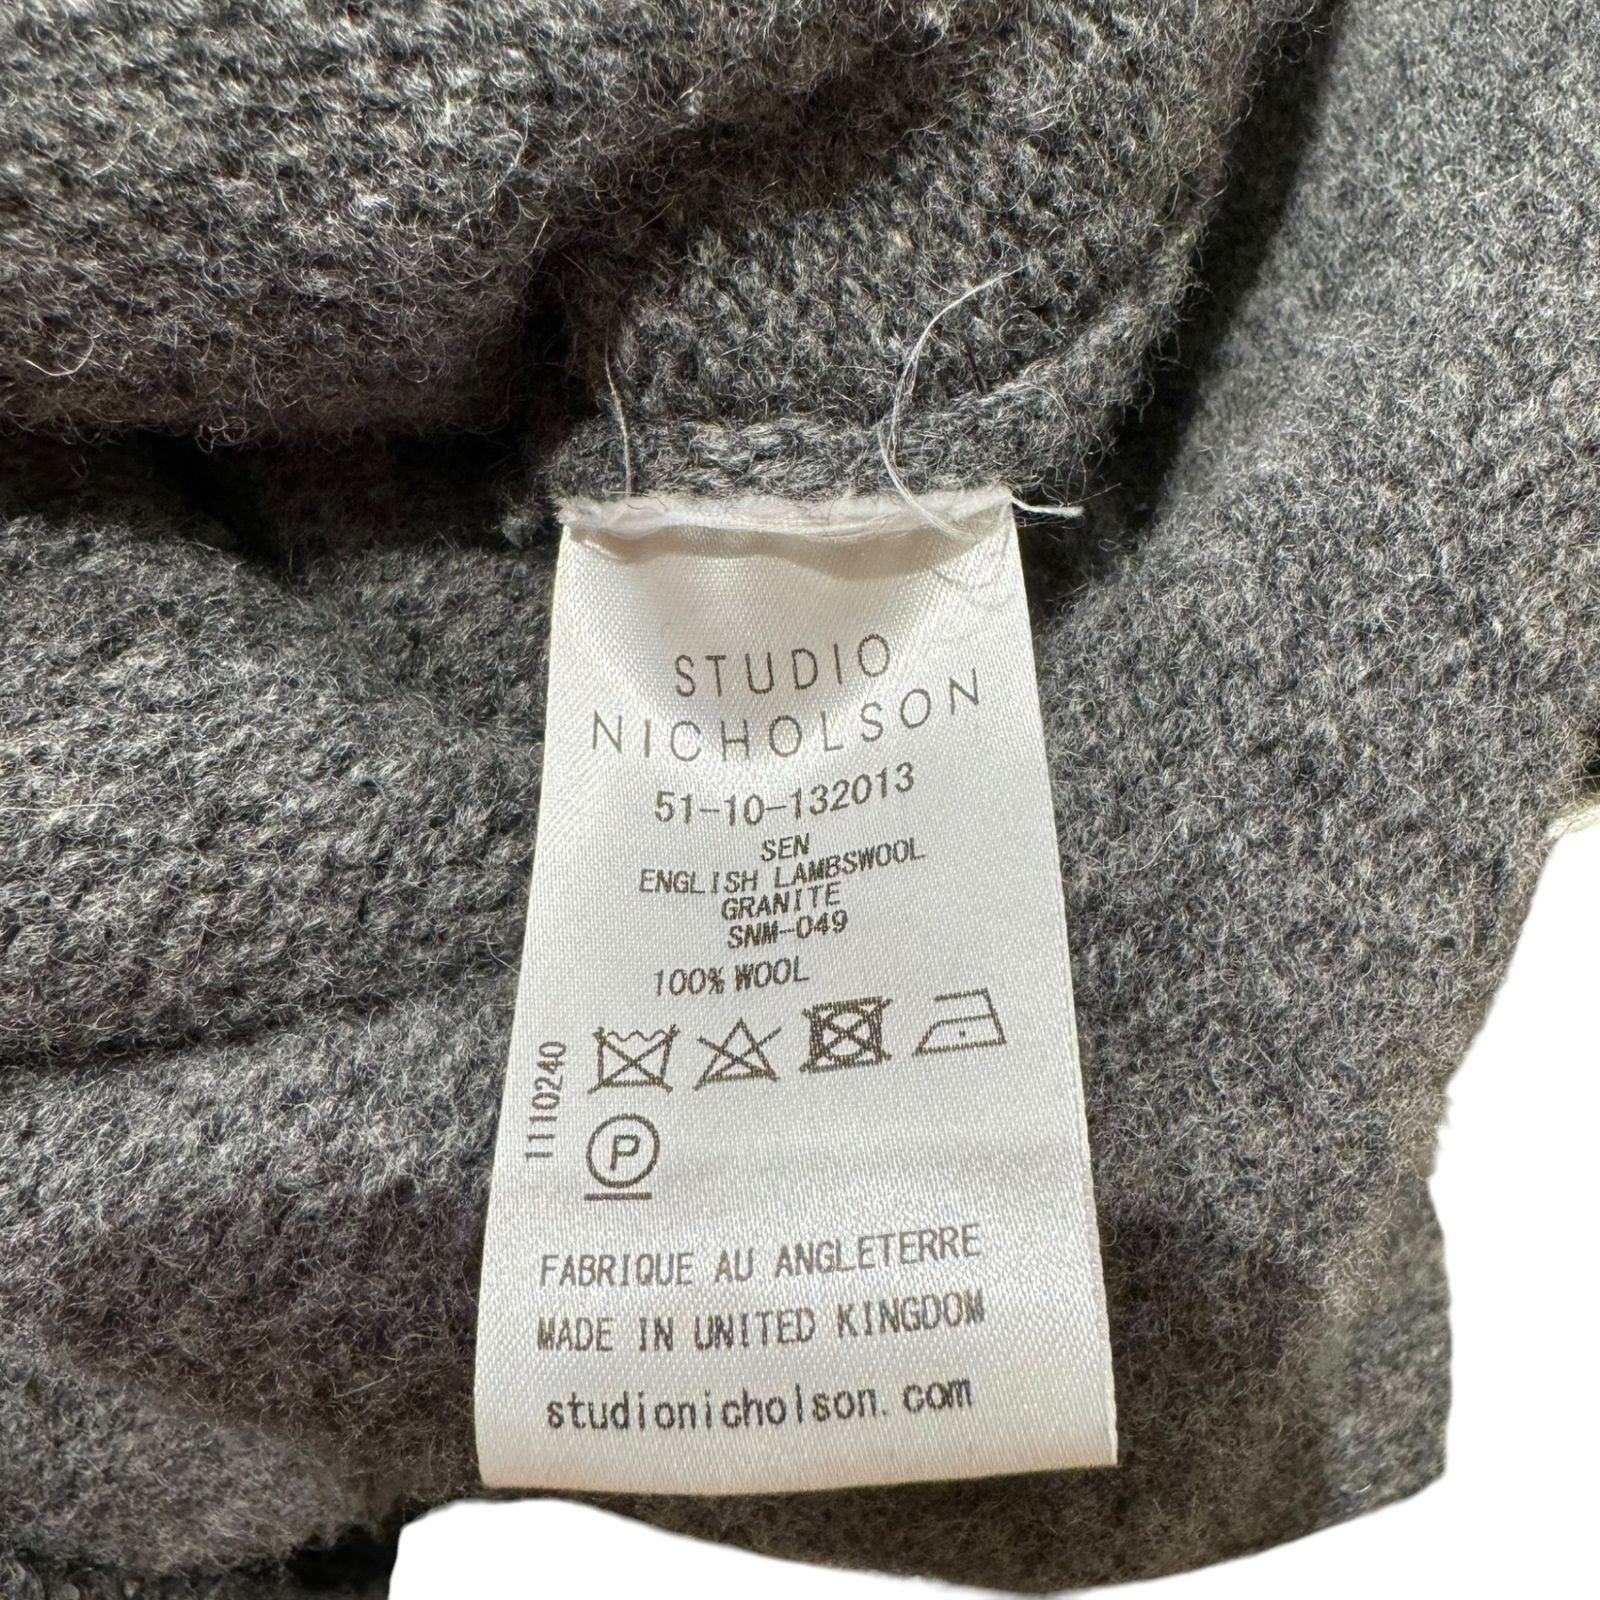 STUDIO
NICHOLSON
51-10-132013
SEN
ENGLISH LAMBSWOOL
GRANITE
SNM-049
100% WOOL
1110240
P
FABRIQUE AU ANGLETERRE
MADE IN UNITED KINGDOM
studionicholson.com